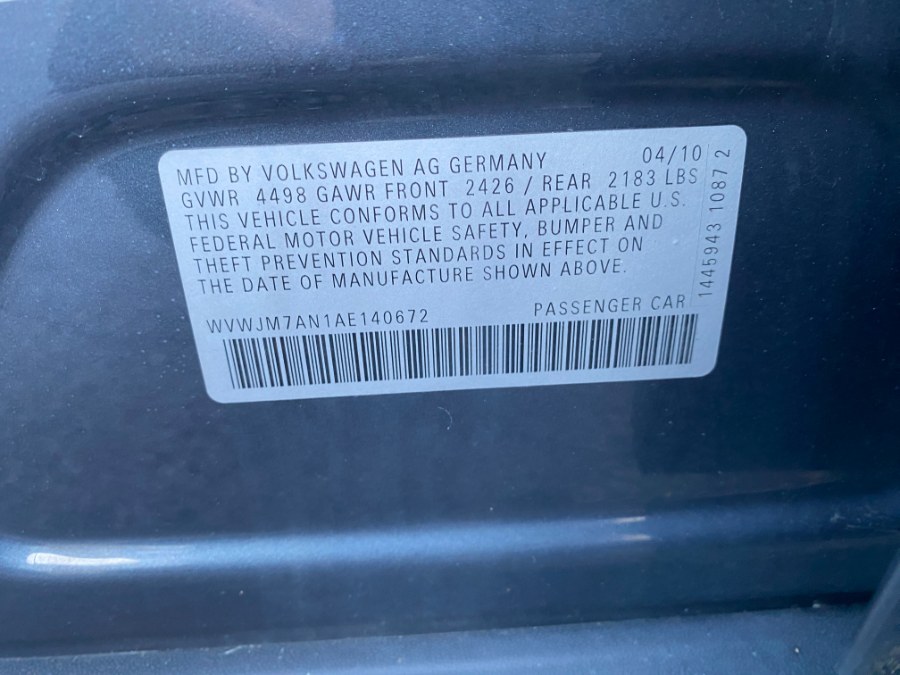 MFD BY VOLKSWAGEN AG GERMANY 04/10
GVWR 4498 GAWR FRONT 2426 / REAR 2183 LBS
THIS VEHICLE CONFORMS TO ALL APPLICABLE U.S.
FEDERAL MOTOR VEHICLE SAFETY, BUMPER AND
THEFT PREVENTION STANDARDS IN EFFECT ON
THE DATE OF MANUFACTURE SHOWN ABOVE.
WVWJM7AN1AE140672 PASSENGER CAR
1445943 1087 2